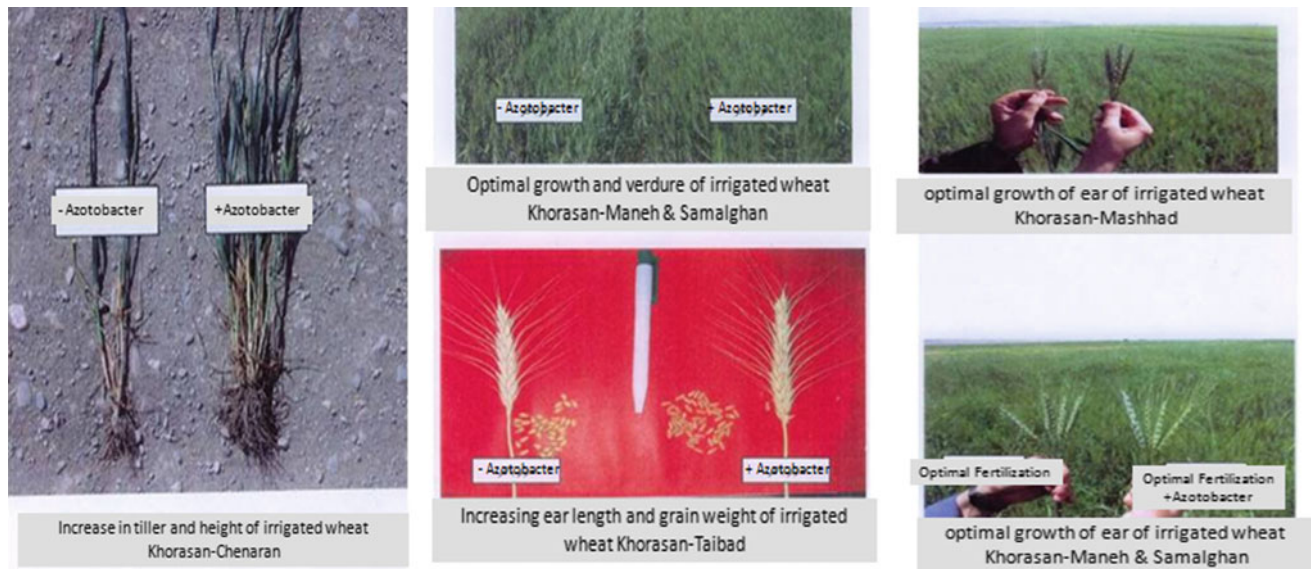 - Azotobacter
+Azotobacter
Increase in tiller and height of irrigated wheat
Khorasan-Chenaran
- Azotobacter
+ Azotobacter
Optimal growth and verdure of irrigated wheat
Khorasan-Maneh & Samalghan
- Azotobacter
+ Azotobacter
Increasing ear length and grain weight of irrigated
wheat Khorasan-Taibad
optimal growth of ear of irrigated wheat
Khorasan-Mashhad
Optimal Fertilization
Optimal Fertilization
+Azotobacter
optimal growth of ear of irrigated wheat
Khorasan-Maneh & Samalghan